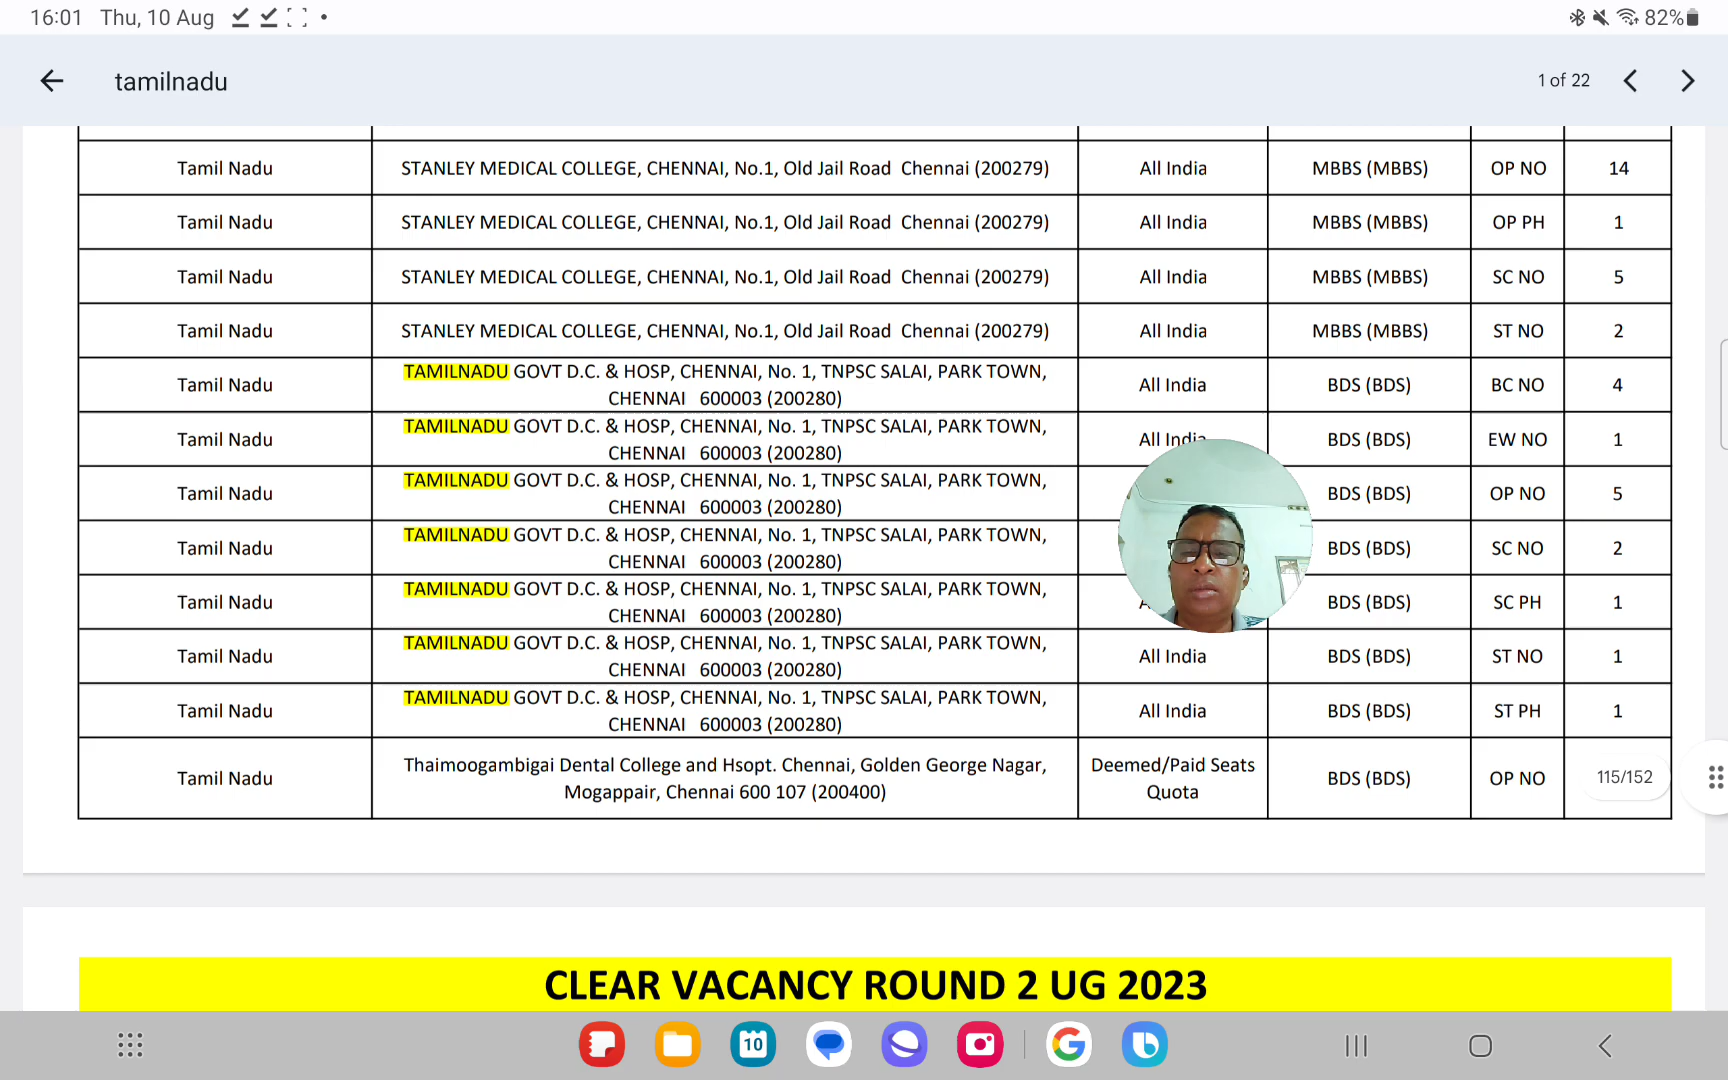 16:01 Thu, 10 Aug
82%
tamilnadu
1 of 22
Tamil Nadu STANLEY MEDICAL COLLEGE, CHENNAI, No.1, Old Jail Road Chennai (200279) All India MBBS (MBBS) OP NO 14
Tamil Nadu STANLEY MEDICAL COLLEGE, CHENNAI, No.1, Old Jail Road Chennai (200279) All India MBBS (MBBS) OP PH 1
Tamil Nadu STANLEY MEDICAL COLLEGE, CHENNAI, No.1, Old Jail Road Chennai (200279) All India MBBS (MBBS) SC NO 5
Tamil Nadu STANLEY MEDICAL COLLEGE, CHENNAI, No.1, Old Jail Road Chennai (200279) All India MBBS (MBBS) ST NO 2
TAMILNADU GOVT D.C. & HOSP, CHENNAI, No. 1, TNPSC SALAI, PARK TOWN,
Tamil Nadu All India BDS (BDS) BC NO 4
CHENNAI 600003 (200280)
TAMILNADU GOVT D.C. & HOSP, CHENNAI, No. 1, TNPSC SALAI, PARK TOWN,
Tamil Nadu All India BDS (BDS) EW NO 1
CHENNAI 600003 (200280)
TAMILNADU GOVT D.C. & HOSP, CHENNAI, No. 1, TNPSC SALAI, PARK TOWN,
Tamil Nadu BDS (BDS) OP NO 5
CHENNAI 600003 (200280)
TAMILNADU GOVT D.C. & HOSP, CHENNAI, No. 1, TNPSC SALAI, PARK TOWN,
Tamil Nadu BDS (BDS) SC NO 2
CHENNAI 600003 (200280)
TAMILNADU GOVT D.C. & HOSP, CHENNAI, No. 1, TNPSC SALAI, PARK TOWN,
Tamil Nadu BDS (BDS) SC PH 1
CHENNAI 600003 (200280)
TAMILNADU GOVT D.C. & HOSP, CHENNAI, No. 1, TNPSC SALAI, PARK TOWN,
Tamil Nadu All India BDS (BDS) ST NO 1
CHENNAI 600003 (200280)
TAMILNADU GOVT D.C. & HOSP, CHENNAI, No. 1, TNPSC SALAI, PARK TOWN,
Tamil Nadu All India BDS (BDS) ST PH 1
CHENNAI 600003 (200280)
Thaimoogambigai Dental College and Hsopt. Chennai, Golden George Nagar, Deemed/Paid Seats
Tamil Nadu BDS (BDS) OP NO 115/152
Mogappair, Chennai 600 107 (200400) Quota
CLEAR VACANCY ROUND 2 UG 2023
10